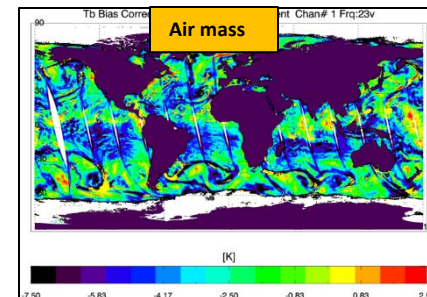 Tb Bias Correc
Air mass
ent Chan# 1 Frq:23v
90
[K]
-7.50 -5.83 -4.17 -2.50 -0.83 0.83 2.5